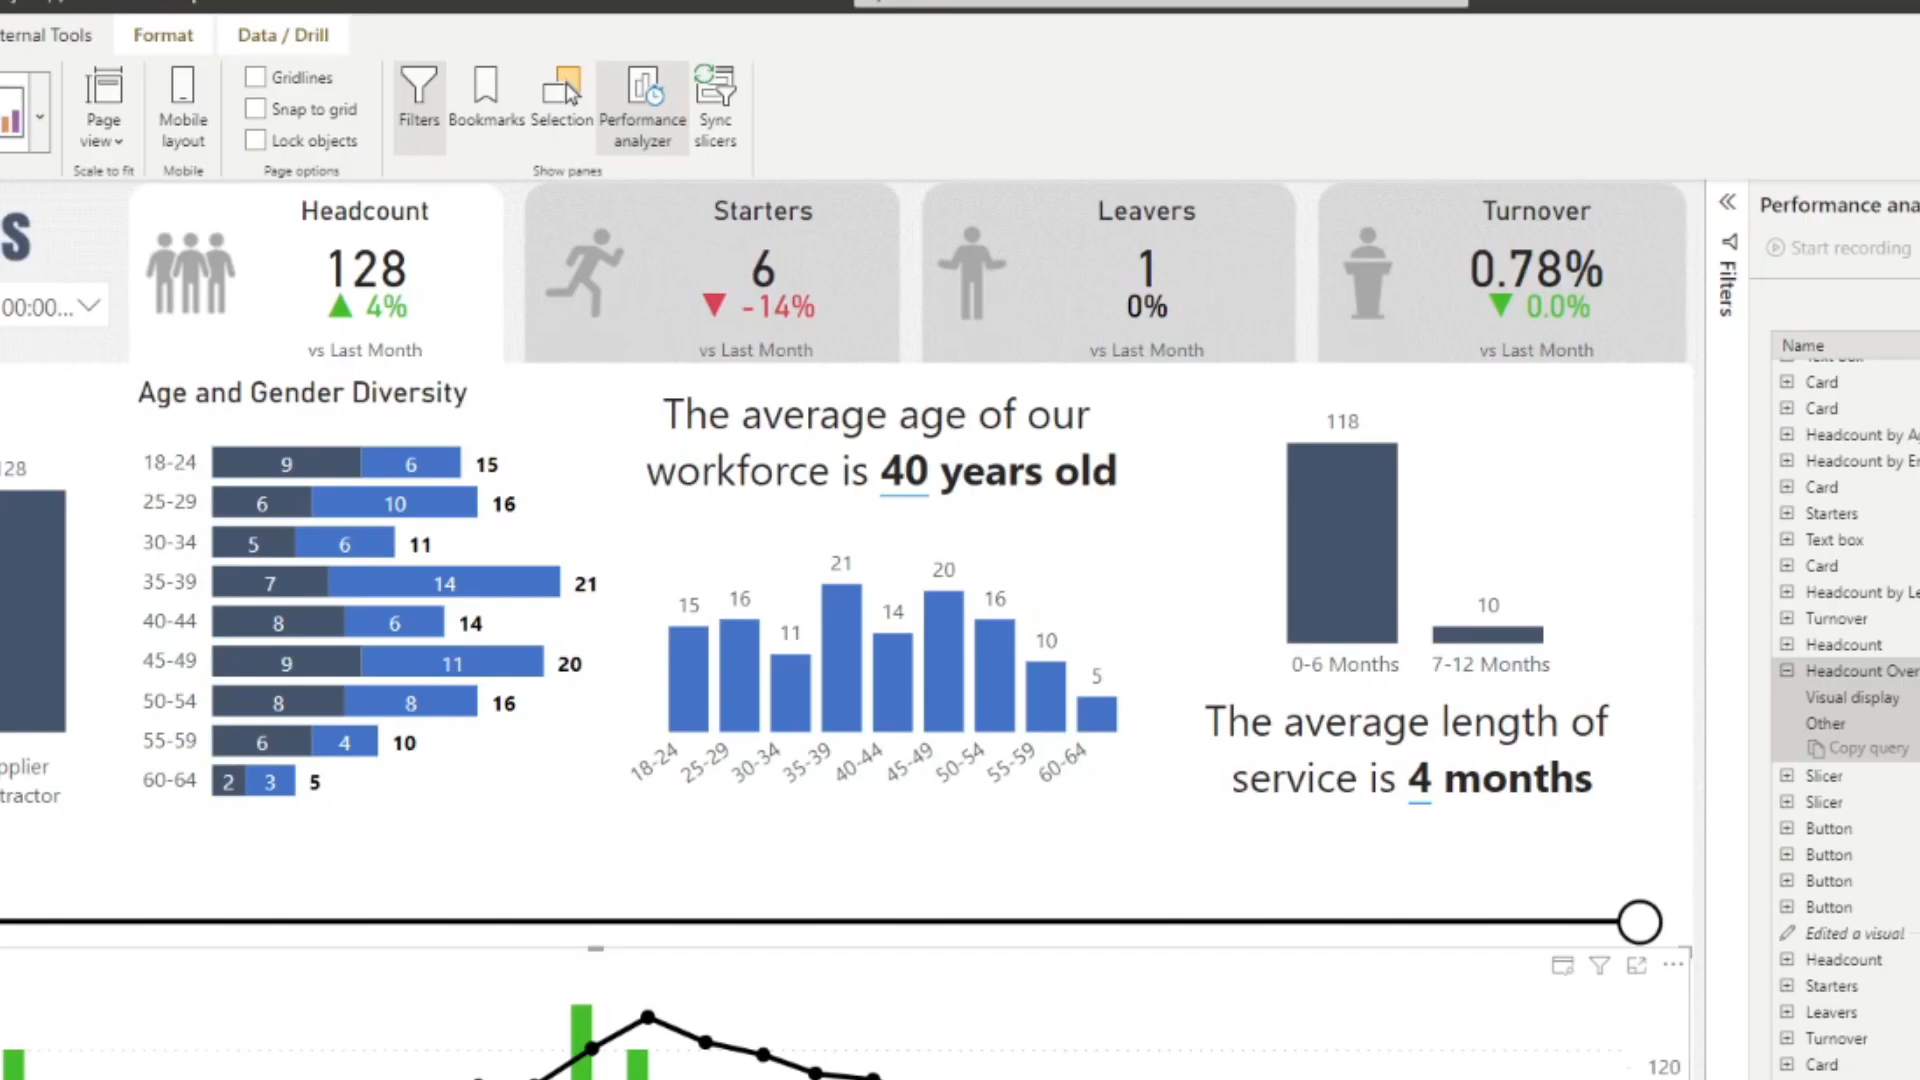 ternal Tools
Format
Data / Drill
Page view
Scale to fit
Mobile layout
Mobile
Gridlines
Snap to grid
Lock objects
Page options
Filters
Bookmarks
Selection
Performance analyzer
Sync slicers
Show panes
S
00:00...
Headcount
128
4%
vs Last Month
Starters
6
-14%
vs Last Month
Leavers
1
0%
vs Last Month
Turnover
0.78%
0.0%
vs Last Month
128
pplier
tractor
Age and Gender Diversity
18-24 9 6 15
25-29 6 10 16
30-34 5 6 11
35-39 7 14 21
40-44 8 6 14
45-49 9 11 20
50-54 8 8 16
55-59 6 4 10
60-64 2 3 5
The average age of our
workforce is 40 years old
15 16 11 21 14 20 16 10 5
18-24 25-29 30-34 35-39 40-44 45-49 50-54 55-59 60-64
118 10
0-6 Months 7-12 Months
The average length of
service is 4 months
120
Filters
Performance ana
Start recording
Name
Text box
Card
Card
Headcount by A
Headcount by E
Card
Starters
Text box
Card
Headcount by Le
Turnover
Headcount
Headcount Over
Visual display
Other
Copy query
Slicer
Slicer
Button
Button
Button
Button
Edited a visual
Headcount
Starters
Leavers
Turnover
Card